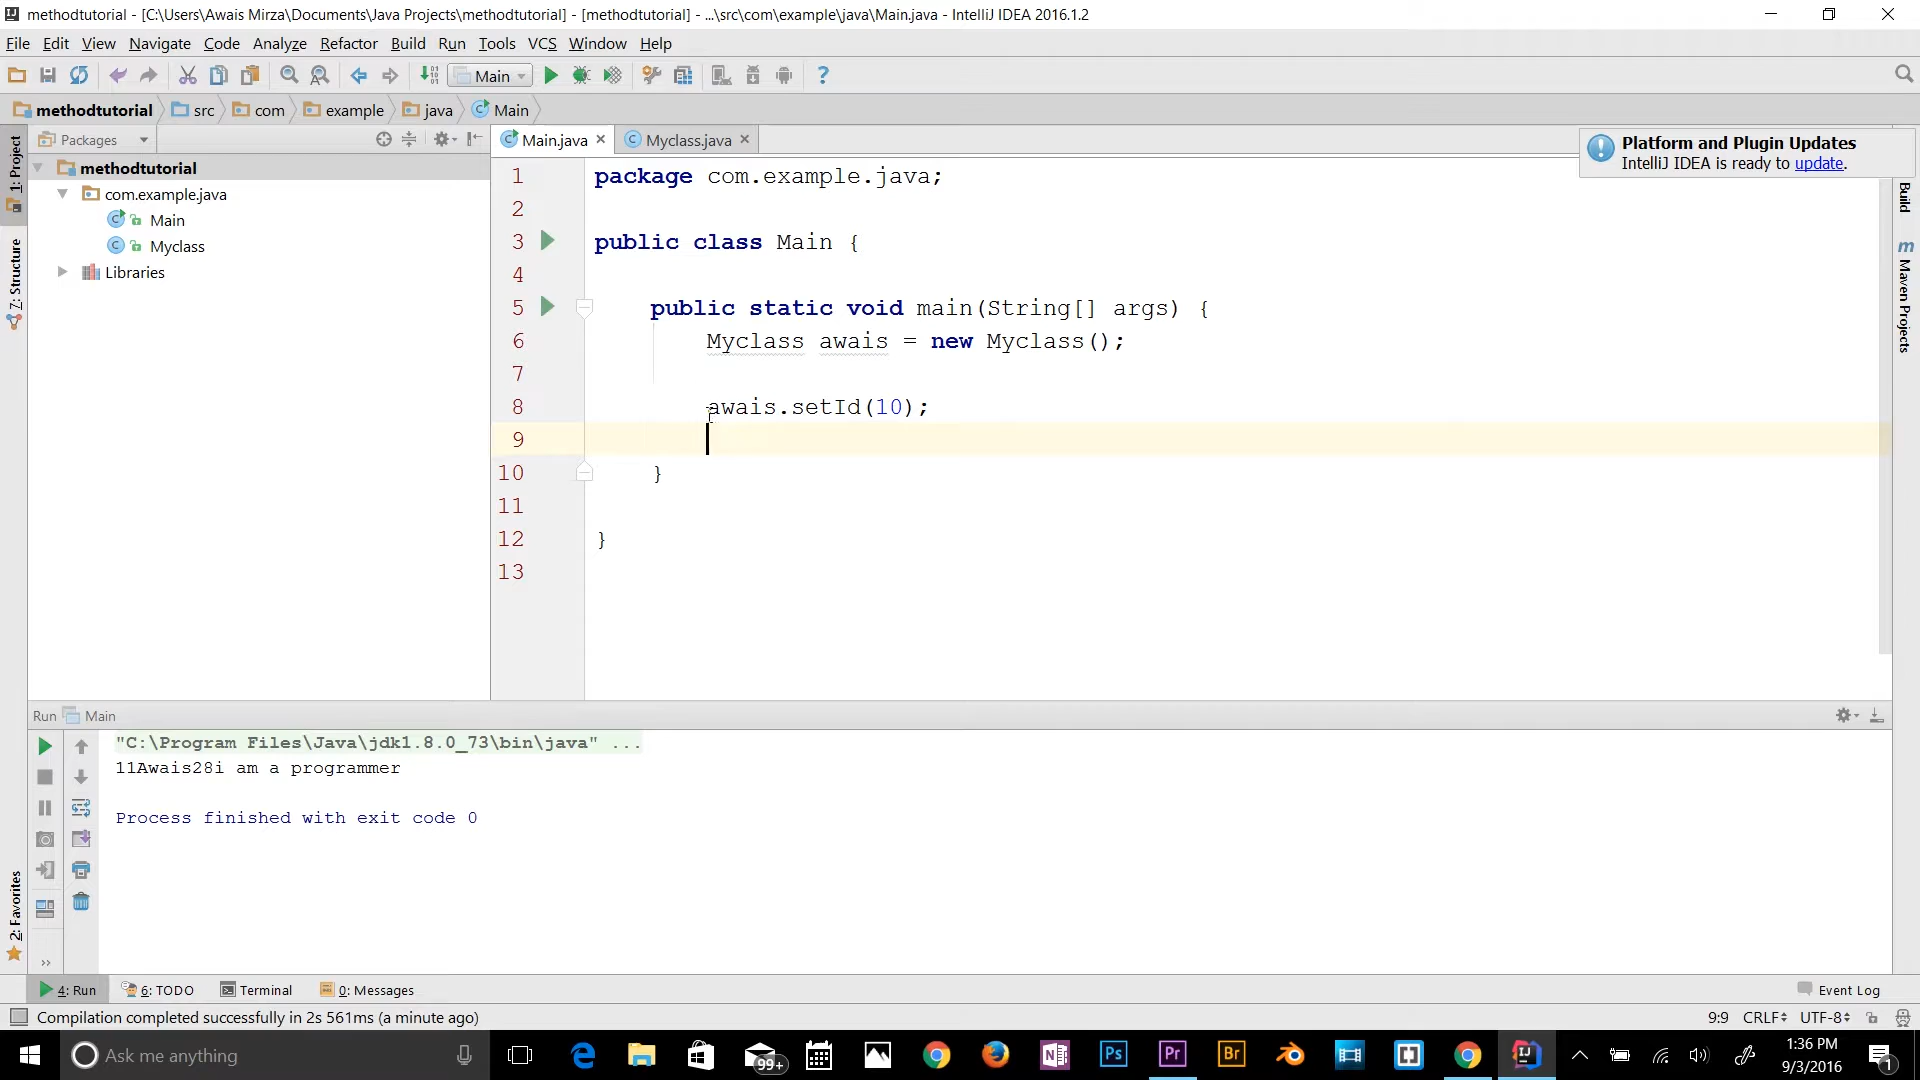 methodtutorial - [C:\Users\Awais Mirza\Documents\Java Projects\methodtutorial] - [methodtutorial] - ...\src\com\example\java\Main.java - IntelliJ IDEA 2016.1.2
File Edit View Navigate Code Analyze Refactor Build Run Tools VCS Window Help
Main
methodtutorial src com example java Main
Packages
Main.java Myclass.java
Platform and Plugin Updates
IntelliJ IDEA is ready to update.
1: Project
7: Structure
2: Favorites
Build
Maven Projects
methodtutorial
com.example.java
Main
Myclass
Libraries
1 package com.example.java;
2
3 public class Main {
4
5 public static void main(String[] args) {
6 Myclass awais = new Myclass();
7
8 awais.setId(10);
9
10 }
11
12 }
13
Run Main
"C:\Program Files\Java\jdk1.8.0_73\bin\java" ...
11Awais28i am a programmer
Process finished with exit code 0
4: Run 6: TODO Terminal 0: Messages Event Log
Compilation completed successfully in 2s 561ms (a minute ago) 9:9 CRLF UTF-8
Ask me anything 99+ 1:36 PM
9/3/2016 1